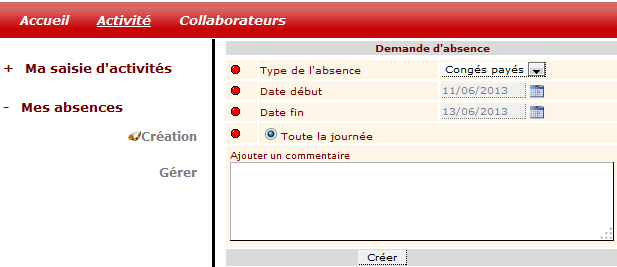 Accueil Activité Collaborateurs
+ Ma saisie d'activités
- Mes absences
Création
Gérer
Demande d'absence
Type de l'absence Congés payés
Date début 11/06/2013
Date fin 13/06/2013
Toute la journée
Ajouter un commentaire
Créer